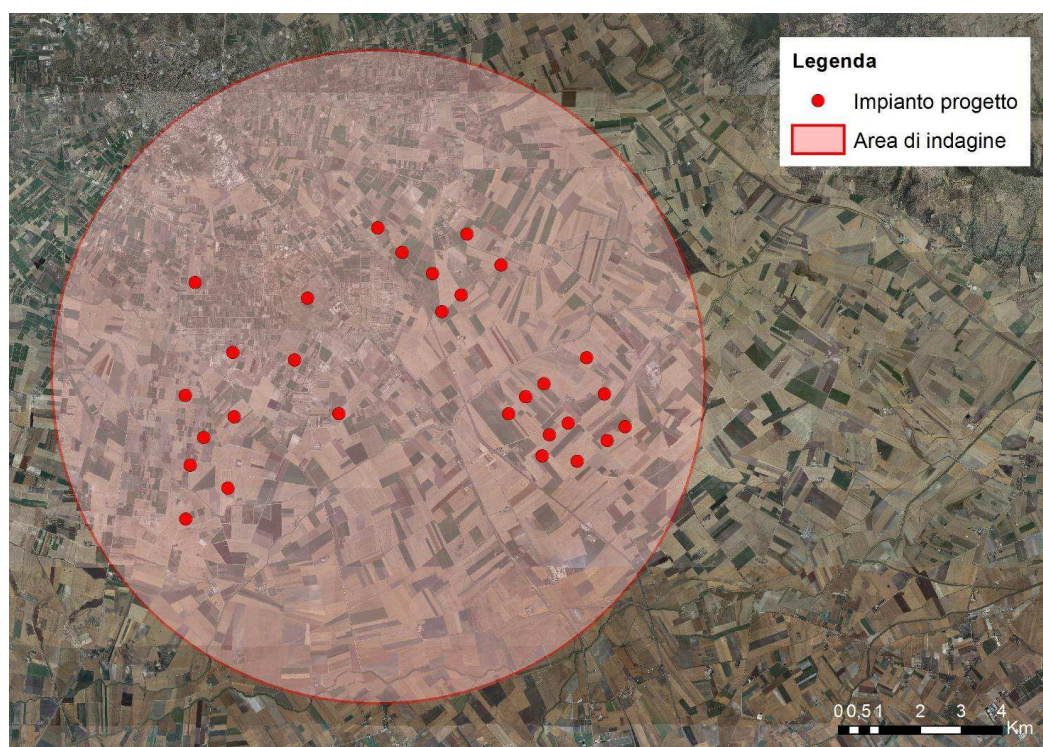 Legenda
Impianto progetto
Area di indagine
0 0,5 1 2 3 4
Km